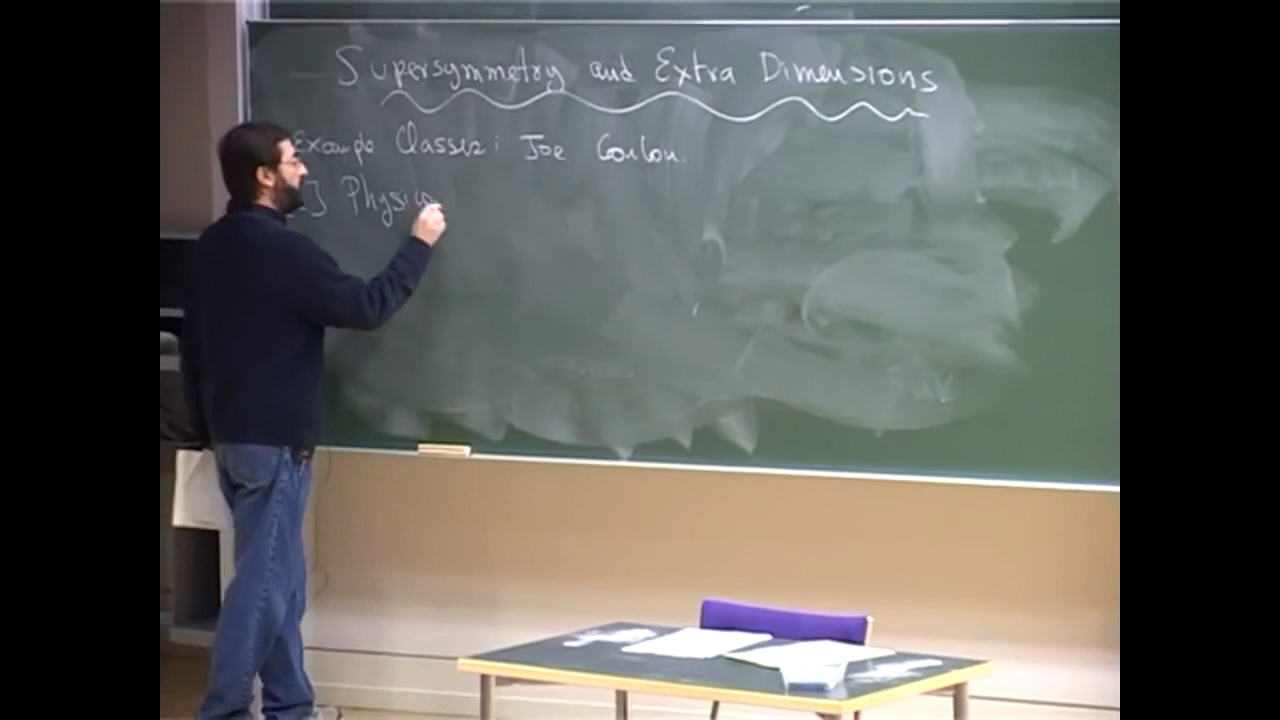 Supersymmetry and Extra Dimensions
Example Classes: Joe Conlon.
] Physic